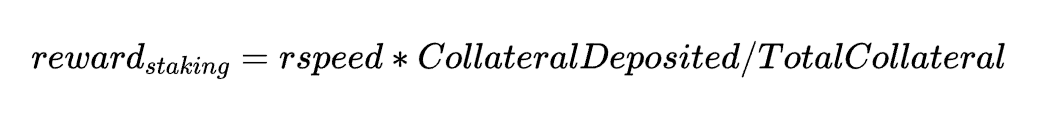 reward_staking = rspeed * CollateralDeposited/TotalCollateral